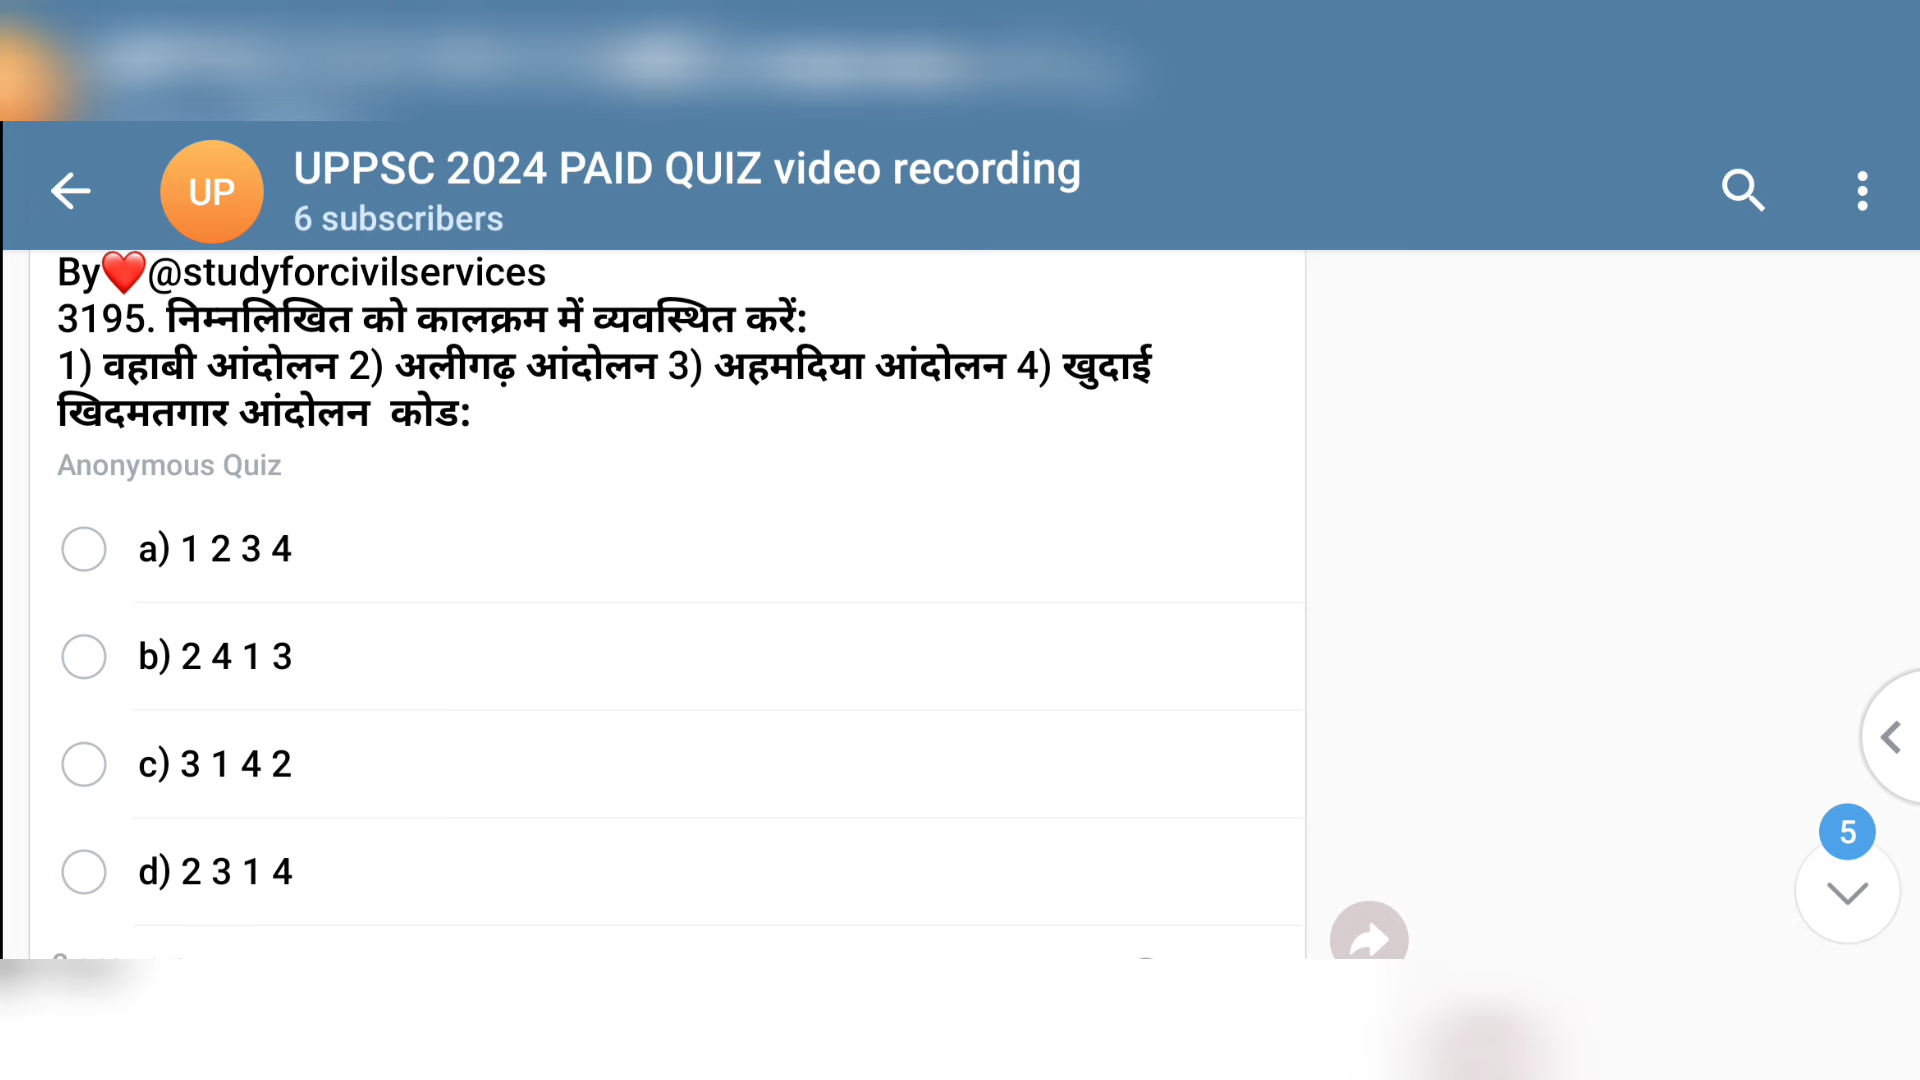 UP
UPPSC 2024 PAID QUIZ video recording
6 subscribers
By❤️@studyforcivilservices
3195. निम्नलिखित को कालक्रम में व्यवस्थित करें:
1) वहाबी आंदोलन 2) अलीगढ़ आंदोलन 3) अहमदिया आंदोलन 4) खुदाई
खिदमतगार आंदोलन कोड:
Anonymous Quiz
a) 1 2 3 4
b) 2 4 1 3
c) 3 1 4 2
d) 2 3 1 4
5